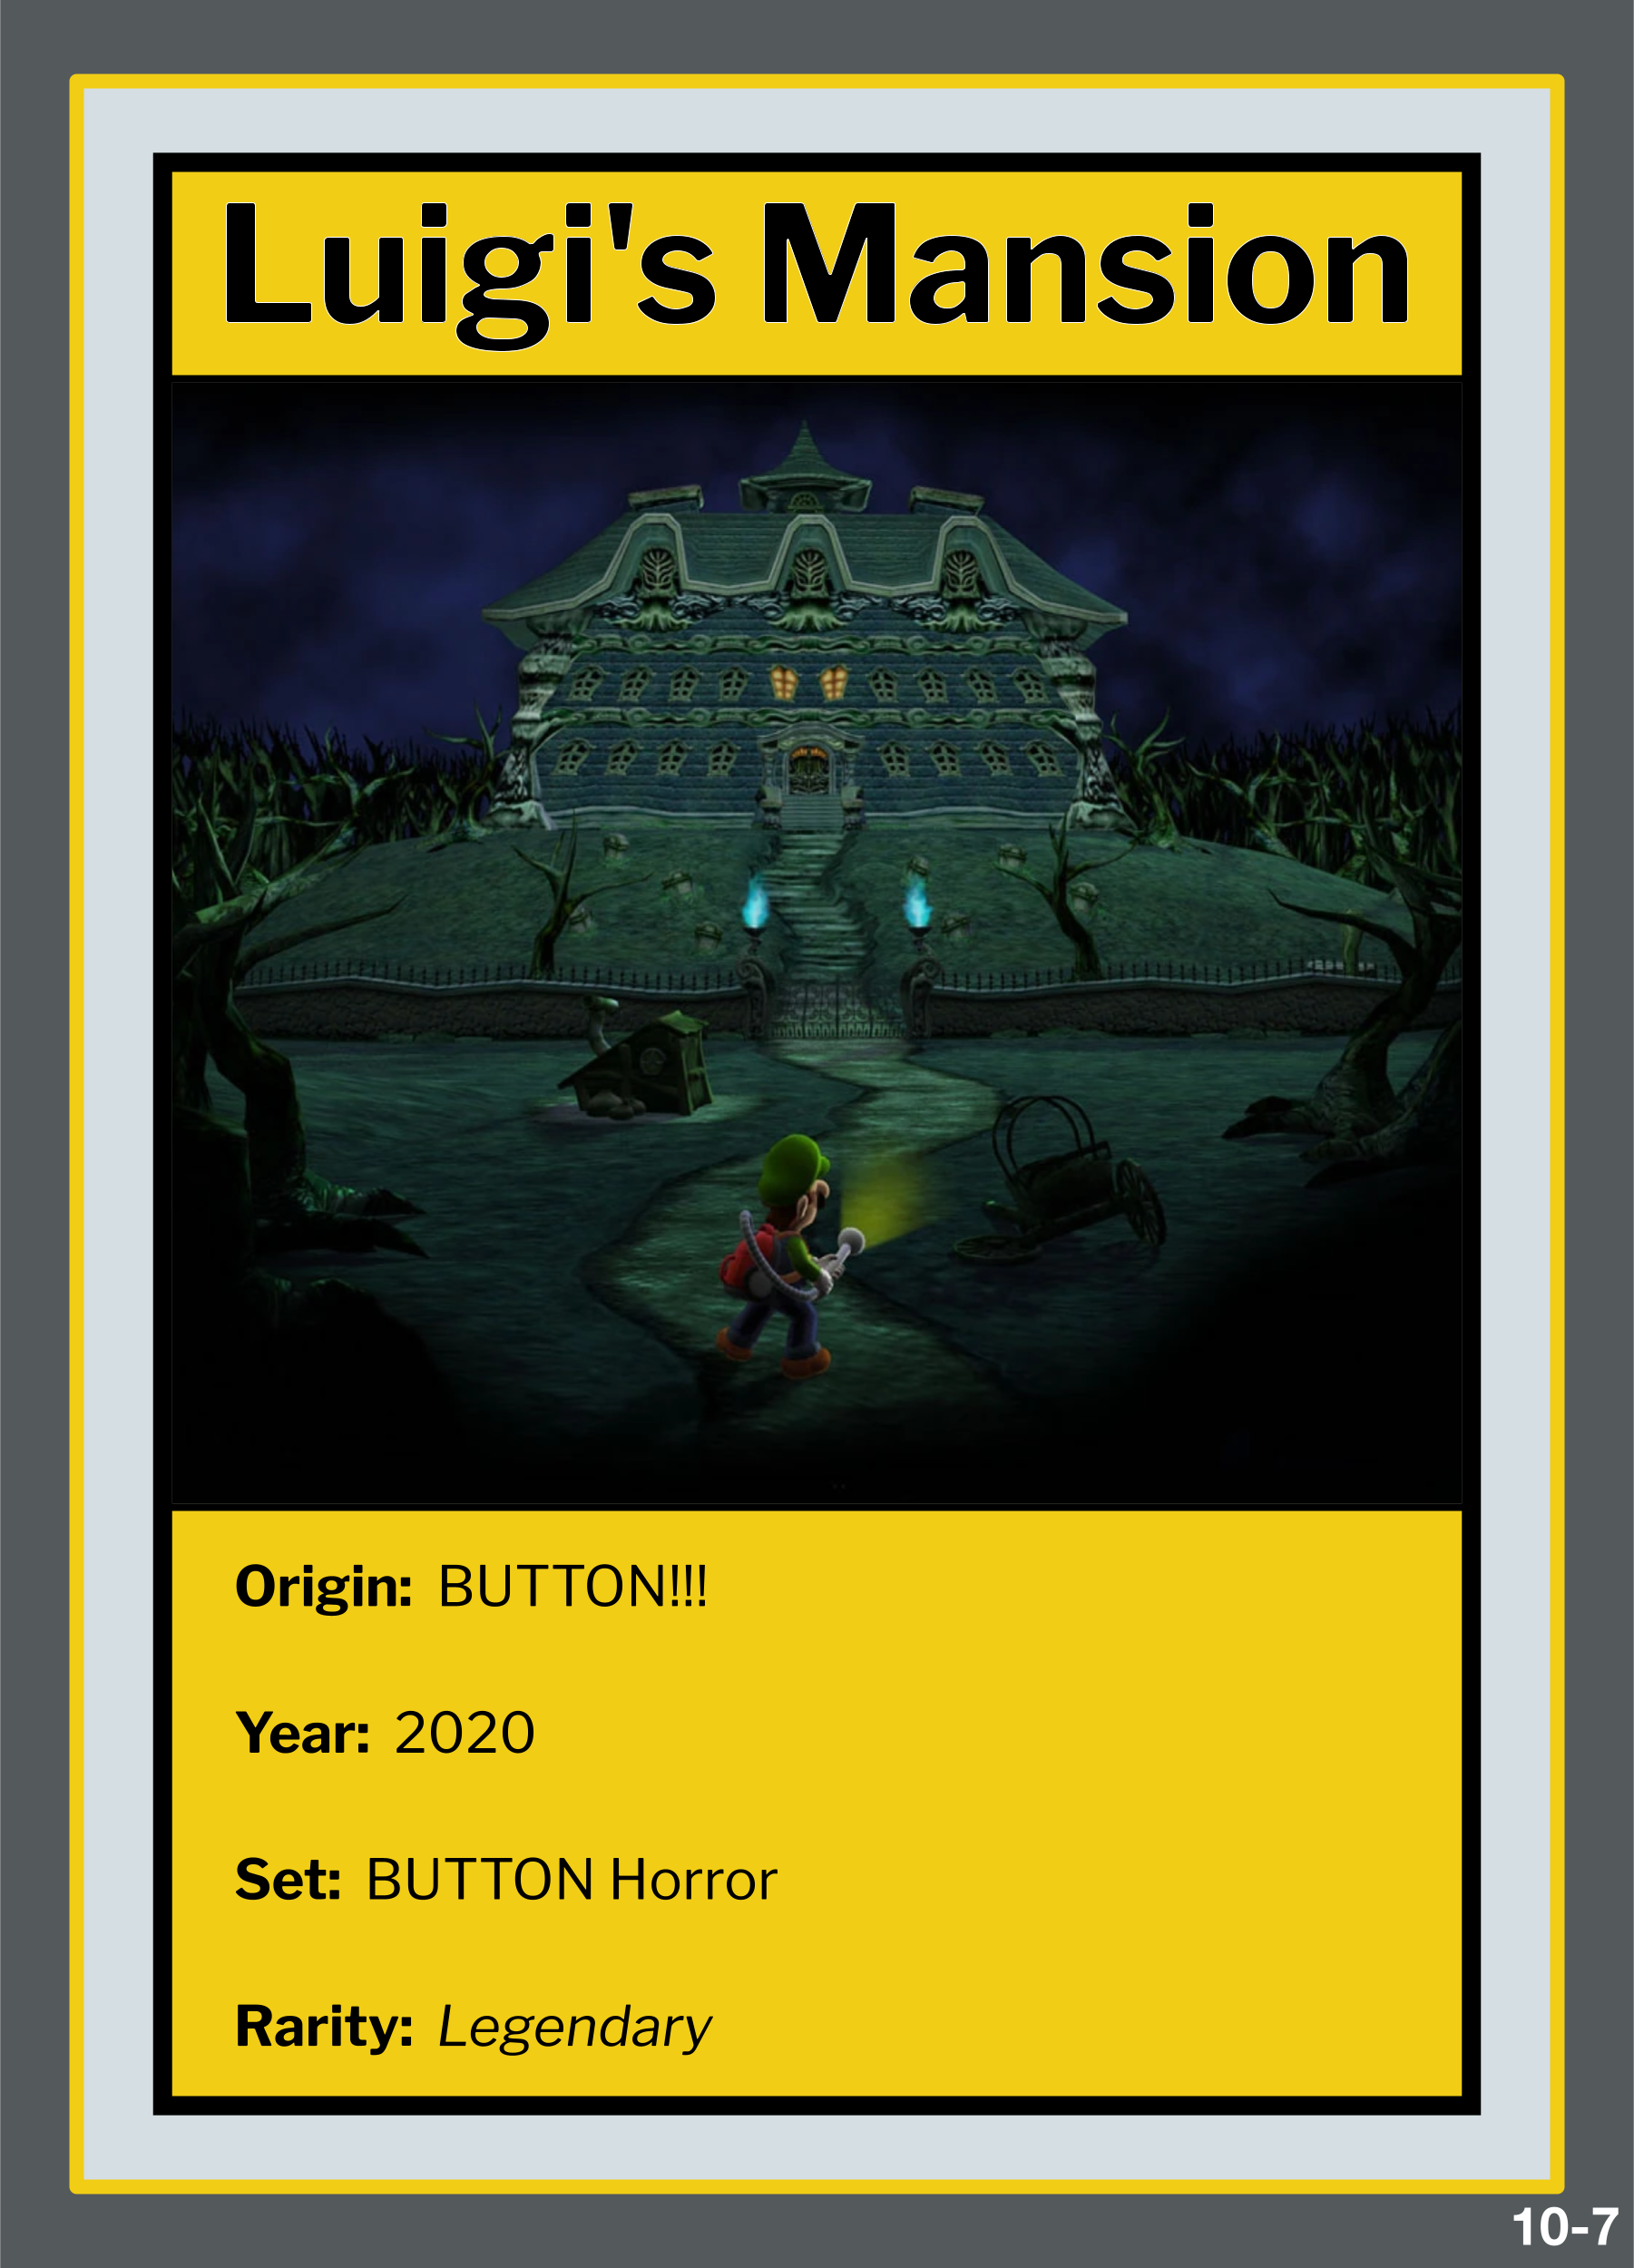 Luigi's Mansion
Origin: BUTTON!!!
Year: 2020
Set: BUTTON Horror
Rarity: Legendary
10-7